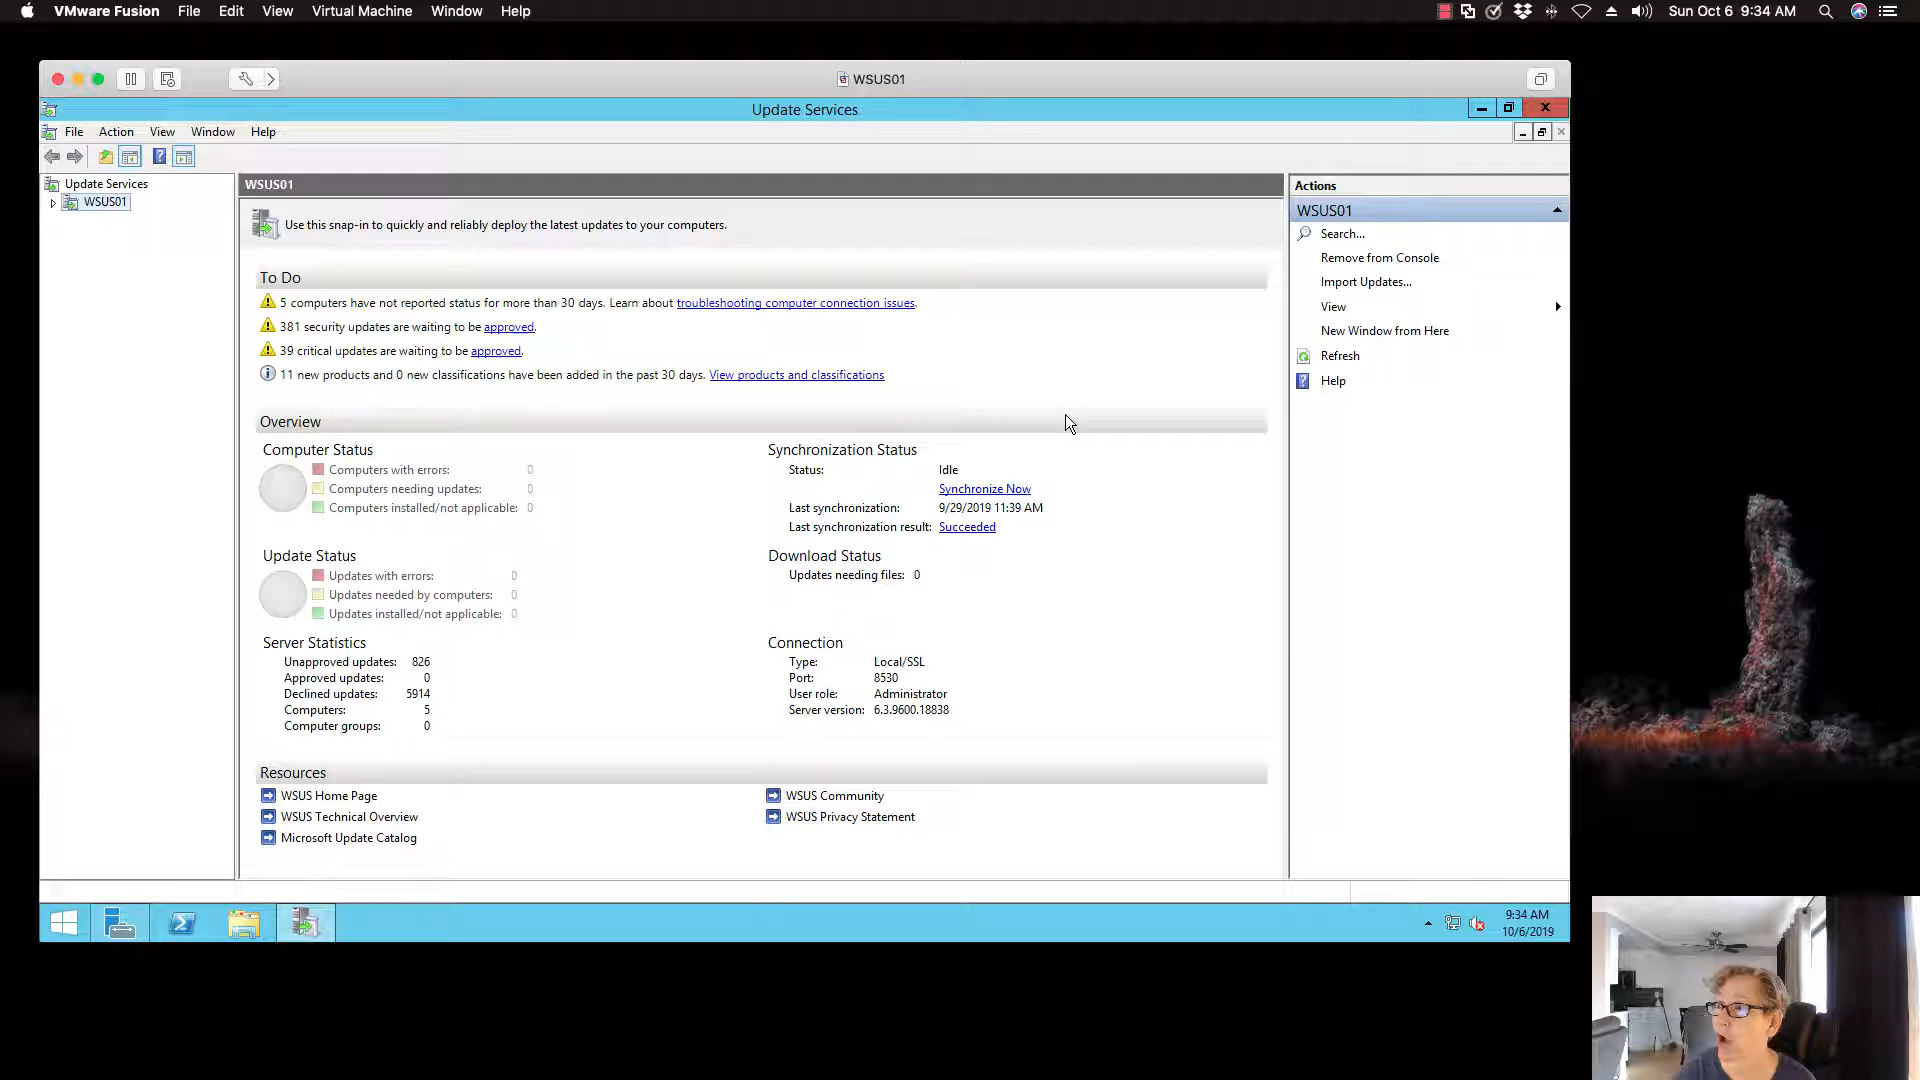 VMware Fusion File Edit View Virtual Machine Window Help Sun Oct 6 9:34 AM
WSUS01
Update Services
File Action View Window Help
Update Services
WSUS01
WSUS01
Use this snap-in to quickly and reliably deploy the latest updates to your computers.
To Do
5 computers have not reported status for more than 30 days. Learn about troubleshooting computer connection issues.
381 security updates are waiting to be approved.
39 critical updates are waiting to be approved.
11 new products and 0 new classifications have been added in the past 30 days. View products and classifications
Overview
Computer Status
Computers with errors: 0
Computers needing updates: 0
Computers installed/not applicable: 0
Update Status
Updates with errors: 0
Updates needed by computers: 0
Updates installed/not applicable: 0
Server Statistics
Unapproved updates: 826
Approved updates: 0
Declined updates: 5914
Computers: 5
Computer groups: 0
Synchronization Status
Status: Idle
Synchronize Now
Last synchronization: 9/29/2019 11:39 AM
Last synchronization result: Succeeded
Download Status
Updates needing files: 0
Connection
Type: Local/SSL
Port: 8530
User role: Administrator
Server version: 6.3.9600.18838
Resources
WSUS Home Page
WSUS Technical Overview
Microsoft Update Catalog
WSUS Community
WSUS Privacy Statement
Actions
WSUS01
Search...
Remove from Console
Import Updates...
View
New Window from Here
Refresh
Help
9:34 AM
10/6/2019